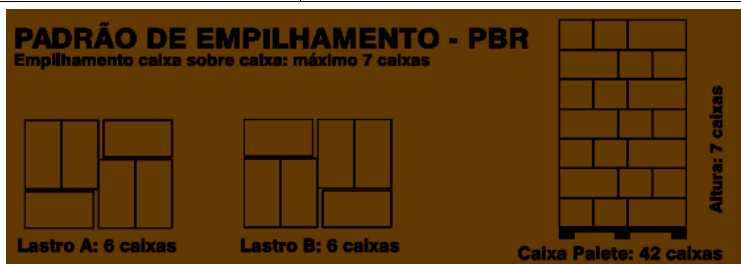 PADRÃO DE EMPILHAMENTO - PBR
Empilhamento caixa sobre caixa: máximo 7 caixas
Altura: 7 caixas
Lastro A: 6 caixas
Lastro B: 6 caixas
Caixa Palete: 42 caixas